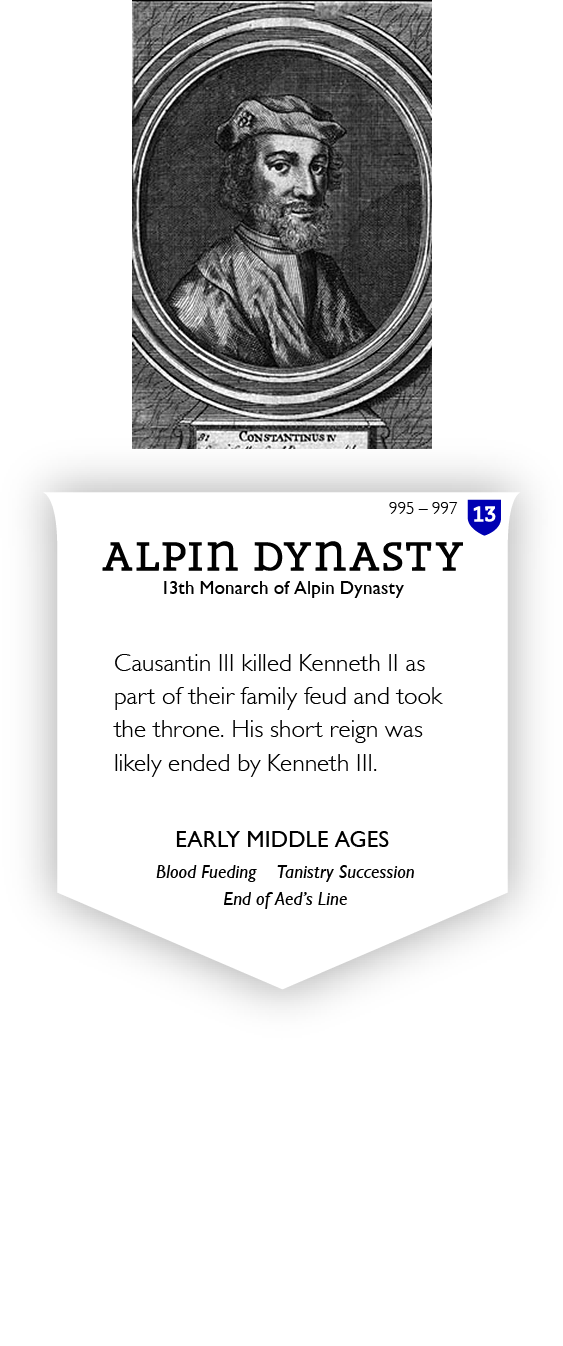 81 CONSTANTINUS IV
995 – 997 13
ALPIN DYNASTY
13th Monarch of Alpin Dynasty
Causantin III killed Kenneth II as
part of their family feud and took
the throne. His short reign was
likely ended by Kenneth III.
EARLY MIDDLE AGES
Blood Fueding Tanistry Succession
End of Aed's Line